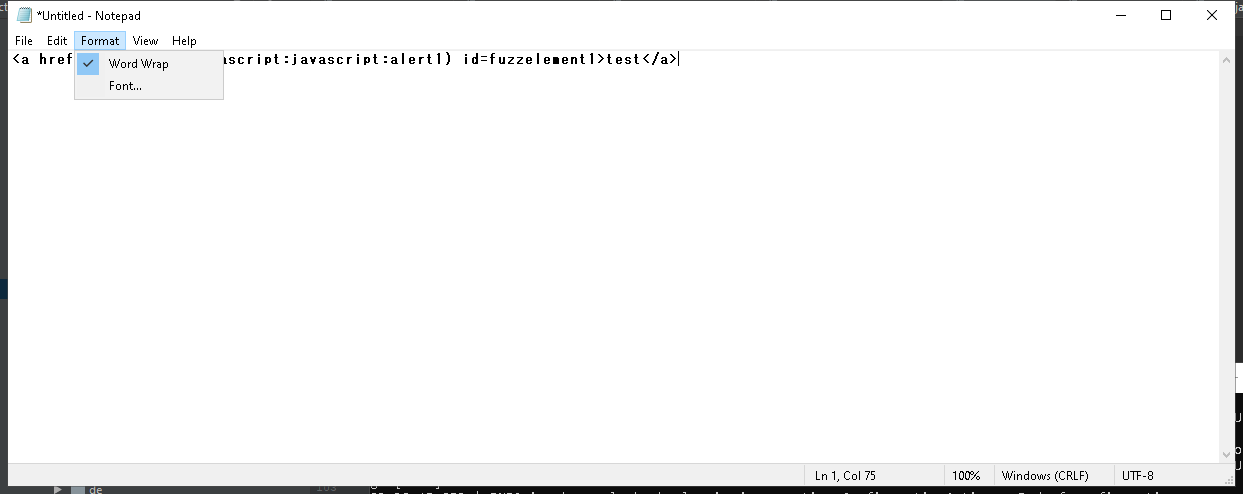 *Untitled - Notepad
File Edit Format View Help
<a href ascript:javascript:alert1) id=fuzzelement1>test</a>
Word Wrap
Font...
Ln 1, Col 75 100% Windows (CRLF) UTF-8
de